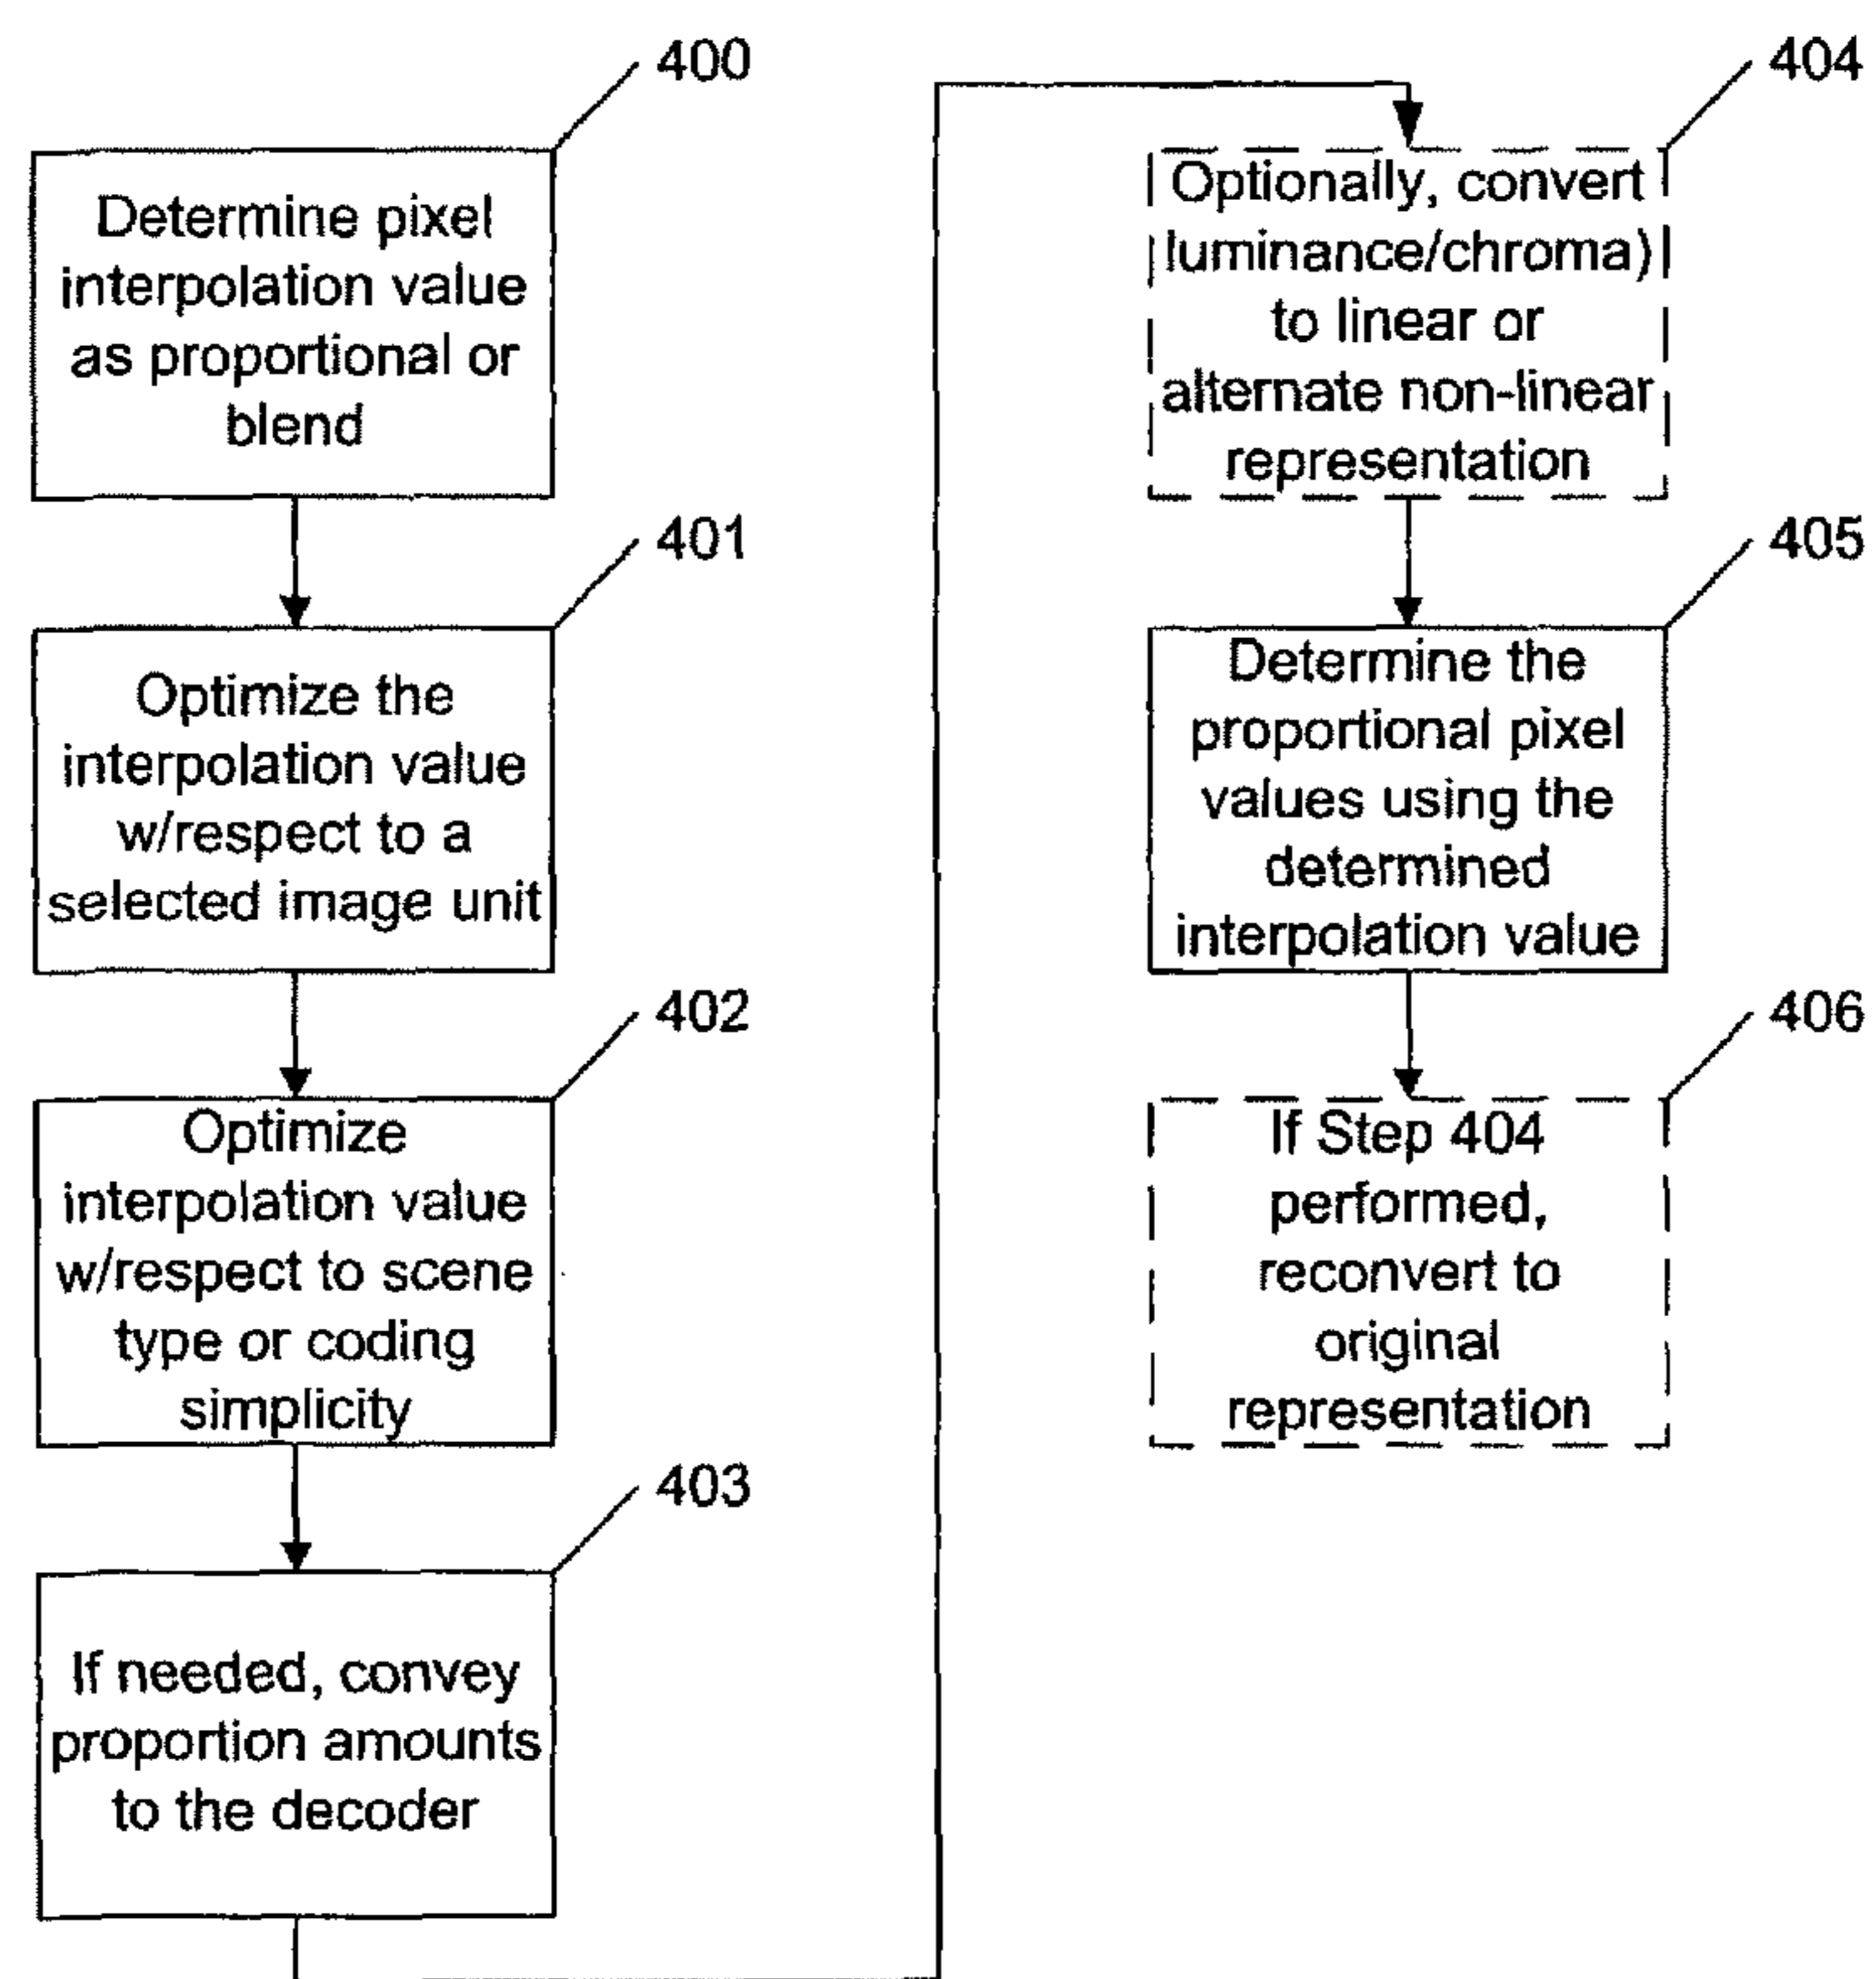 400
Determine pixel
interpolation value
as proportional or
blend
401
Optimize the
interpolation value
w/respect to a
selected image unit
402
Optimize
interpolation value
w/respect to scene
type or coding
simplicity
403
If needed, convey
proportion amounts
to the decoder
404
Optionally, convert
luminance/chroma)
to linear or
alternate non-linear
representation
405
Determine the
proportional pixel
values using the
determined
interpolation value
406
If Step 404
performed,
reconvert to
original
representation